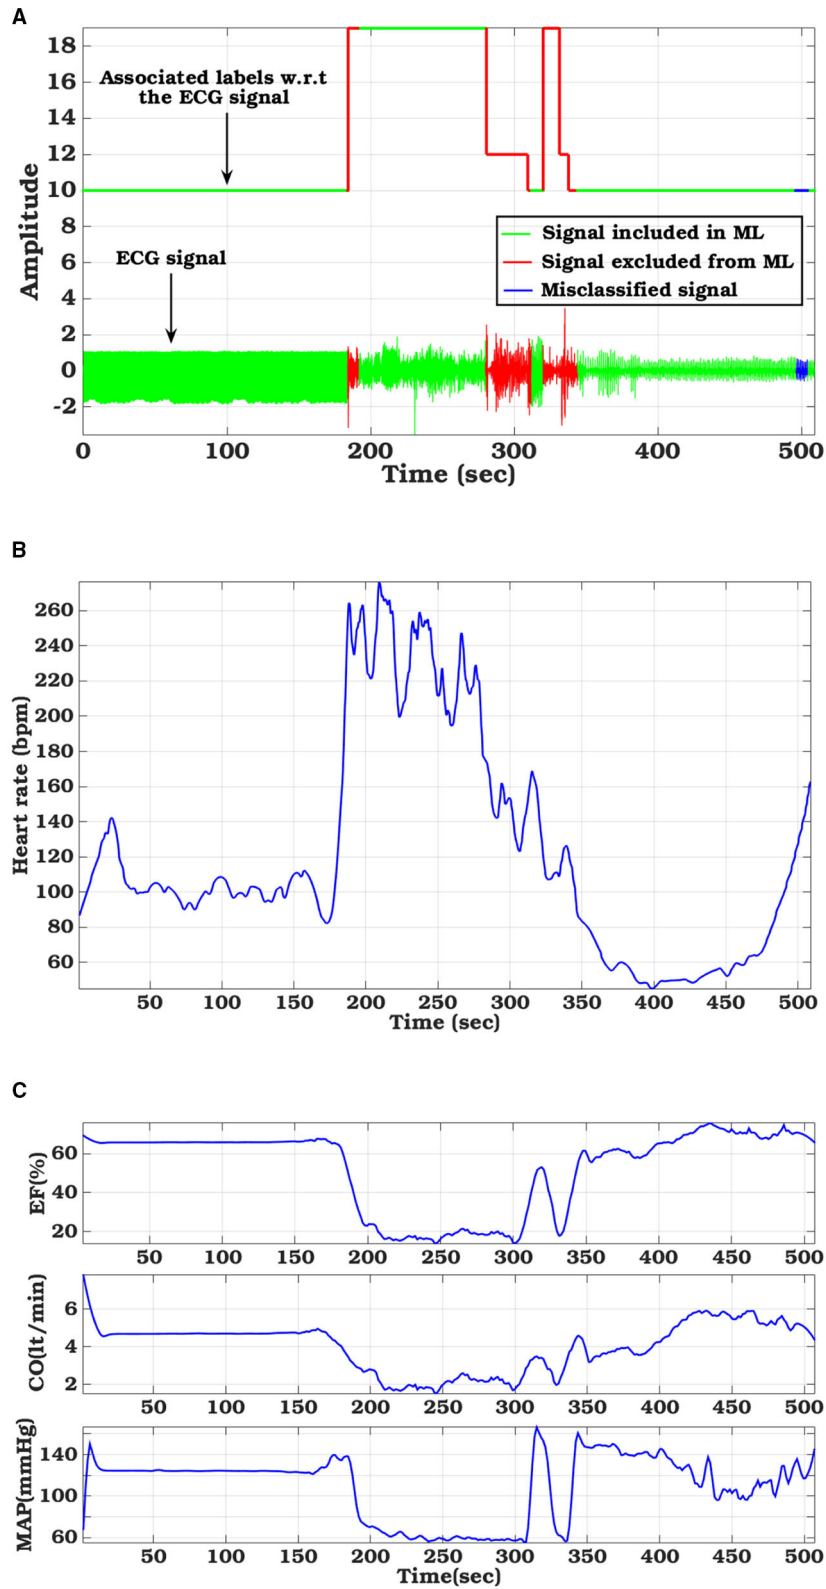 A
18
16
14
12
10
8
6
4
2
0
-2
Amplitude
Associated labels w.r.t
the ECG signal
ECG signal
Signal included in ML
Signal excluded from ML
Misclassified signal
0 100 200 300 400 500
Time (sec)
B
260
240
220
200
180
160
140
120
100
80
60
Heart rate (bpm)
50 100 150 200 250 300 350 400 450 500
Time (sec)
C
60
40
20
EF(%)
50 100 150 200 250 300 350 400 450 500
6
4
2
CO(lt/min)
50 100 150 200 250 300 350 400 450 500
140
100
60
MAP(mmHg)
50 100 150 200 250 300 350 400 450 500
Time(sec)